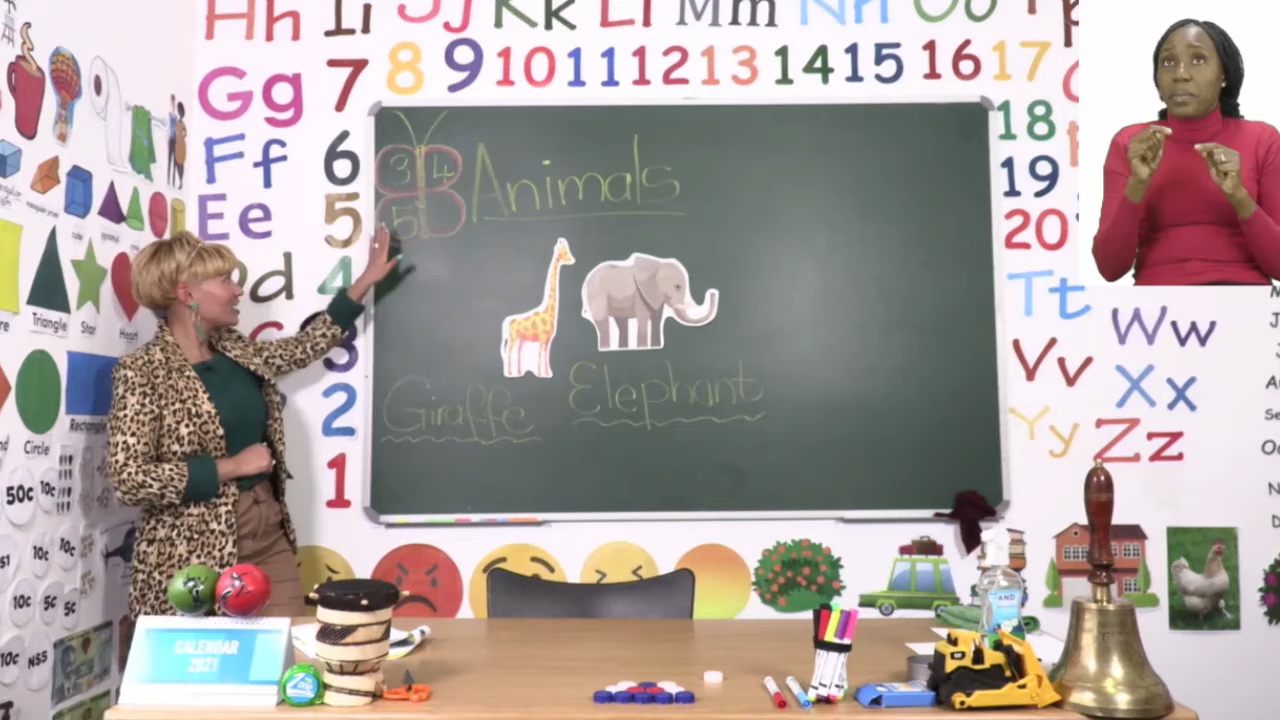 Hh Ii Jj Kk Ll Mm Nn Oo
Gg 7 8 9 10 11 12 13 14 15 16 17
Ff 6 18
Ee 5 19
20
3 4
5
Animals
Giraffe Elephant
d 4
3
2
1
Tt
Vv Ww
Xx
Yy Zz
Triangle Star Heart
Circle Rectangle
50c 10c
10c 10c
10c 5c 5c
10c N$5
CALENDAR
2021
CAT